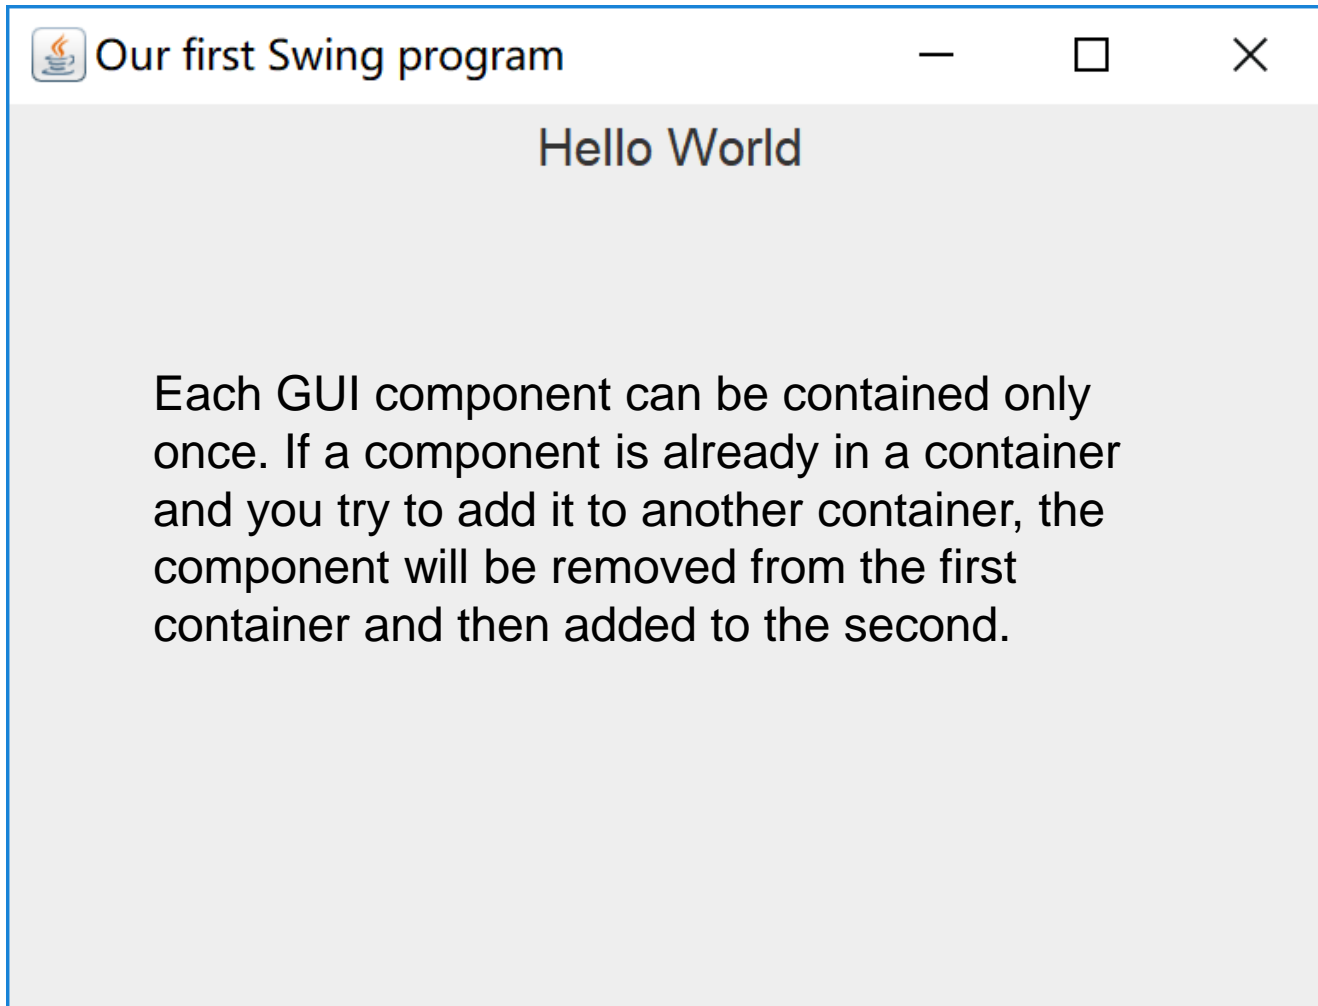 Our first Swing program
Hello World
Each GUI component can be contained only
once. If a component is already in a container
and you try to add it to another container, the
component will be removed from the first
container and then added to the second.